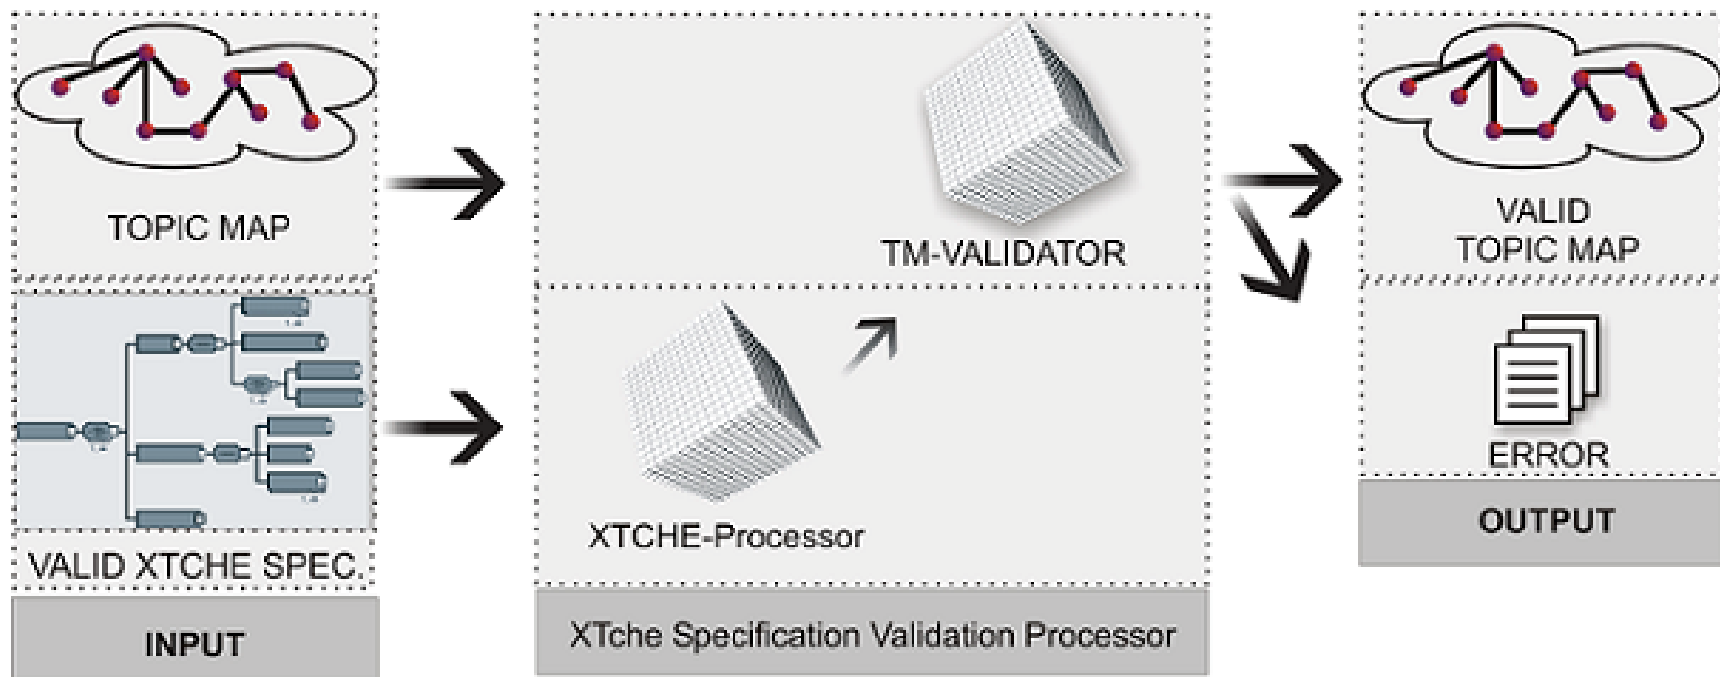 TOPIC MAP
VALID XTCHE SPEC.
INPUT
TM-VALIDATOR
XTCHE-Processor
XTche Specification Validation Processor
VALID
TOPIC MAP
ERROR
OUTPUT